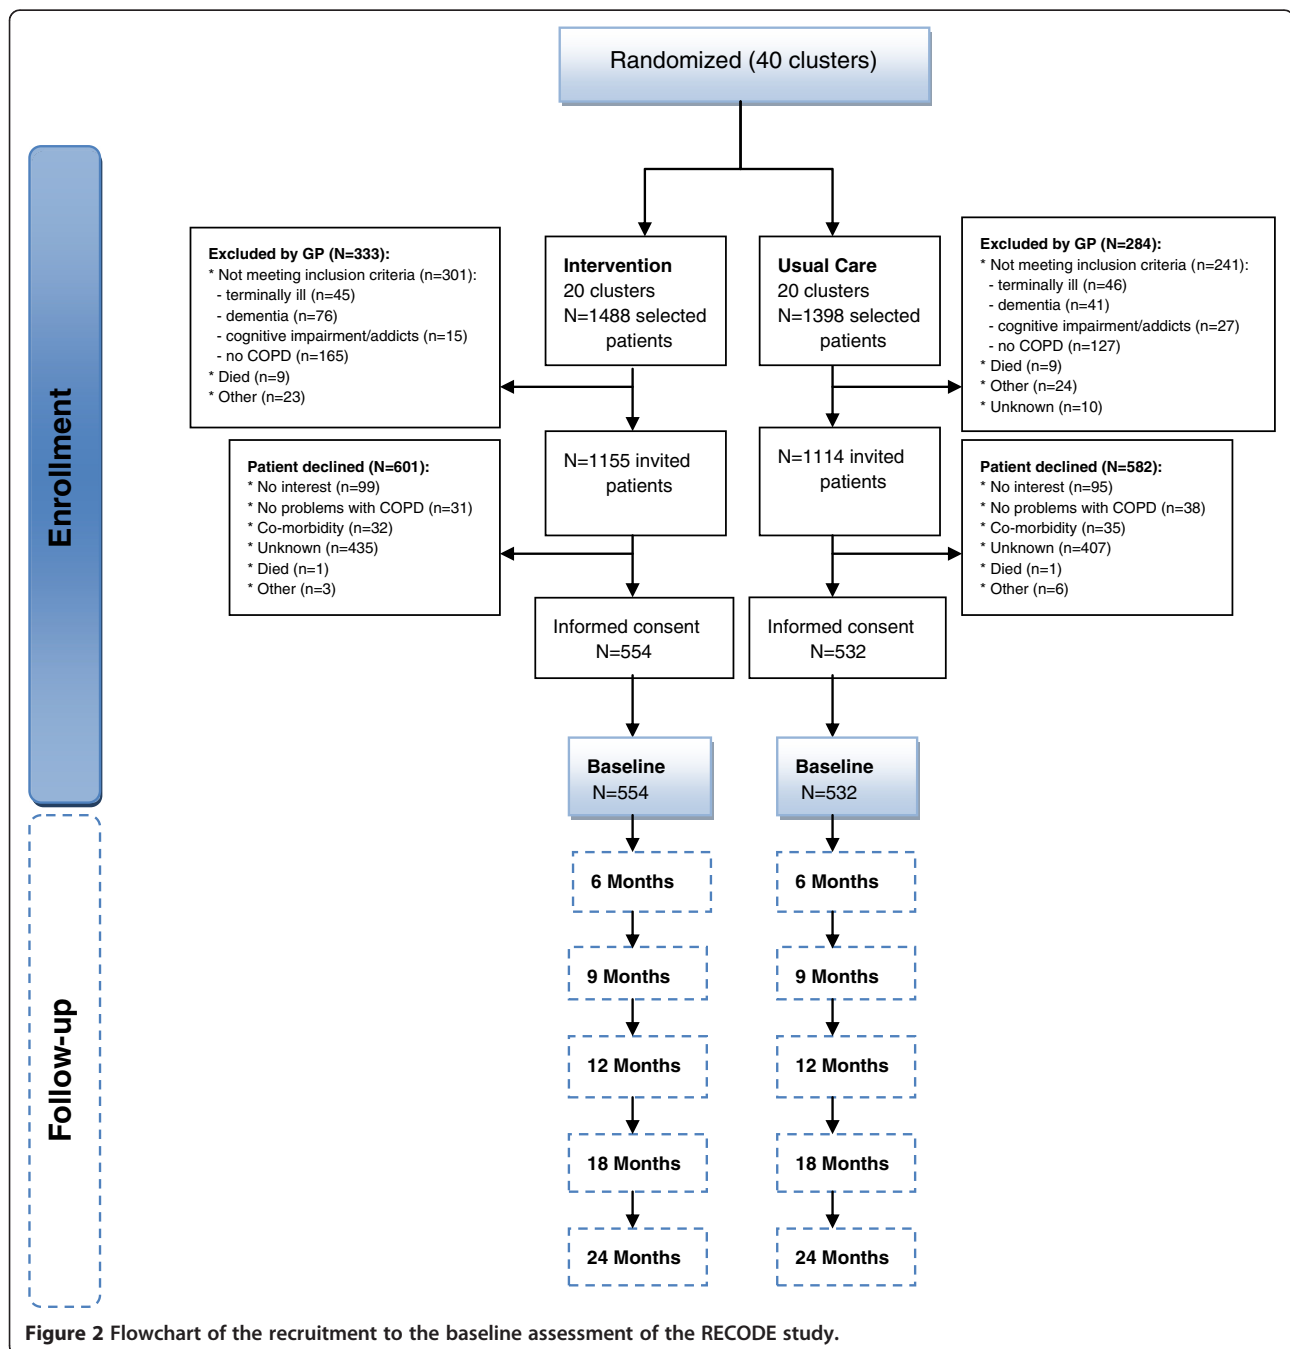 Randomized (40 clusters)
Enrollment
Excluded by GP (N=333):
* Not meeting inclusion criteria (n=301):
- terminally ill (n=45)
- dementia (n=76)
- cognitive impairment/addicts (n=15)
- no COPD (n=165)
* Died (n=9)
* Other (n=23)
Intervention
20 clusters
N=1488 selected
patients
Usual Care
20 clusters
N=1398 selected
patients
Excluded by GP (N=284):
* Not meeting inclusion criteria (n=241):
- terminally ill (n=46)
- dementia (n=41)
- cognitive impairment/addicts (n=27)
- no COPD (n=127)
* Died (n=9)
* Other (n=24)
* Unknown (n=10)
Patient declined (N=601):
* No interest (n=99)
* No problems with COPD (n=31)
* Co-morbidity (n=32)
* Unknown (n=435)
* Died (n=1)
* Other (n=3)
N=1155 invited
patients
N=1114 invited
patients
Patient declined (N=582):
* No interest (n=95)
* No problems with COPD (n=38)
* Co-morbidity (n=35)
* Unknown (n=407)
* Died (n=1)
* Other (n=6)
Informed consent
N=554
Informed consent
N=532
Baseline
N=554
Baseline
N=532
Follow-up
6 Months
6 Months
9 Months
9 Months
12 Months
12 Months
18 Months
18 Months
24 Months
24 Months
Figure 2 Flowchart of the recruitment to the baseline assessment of the RECODE study.